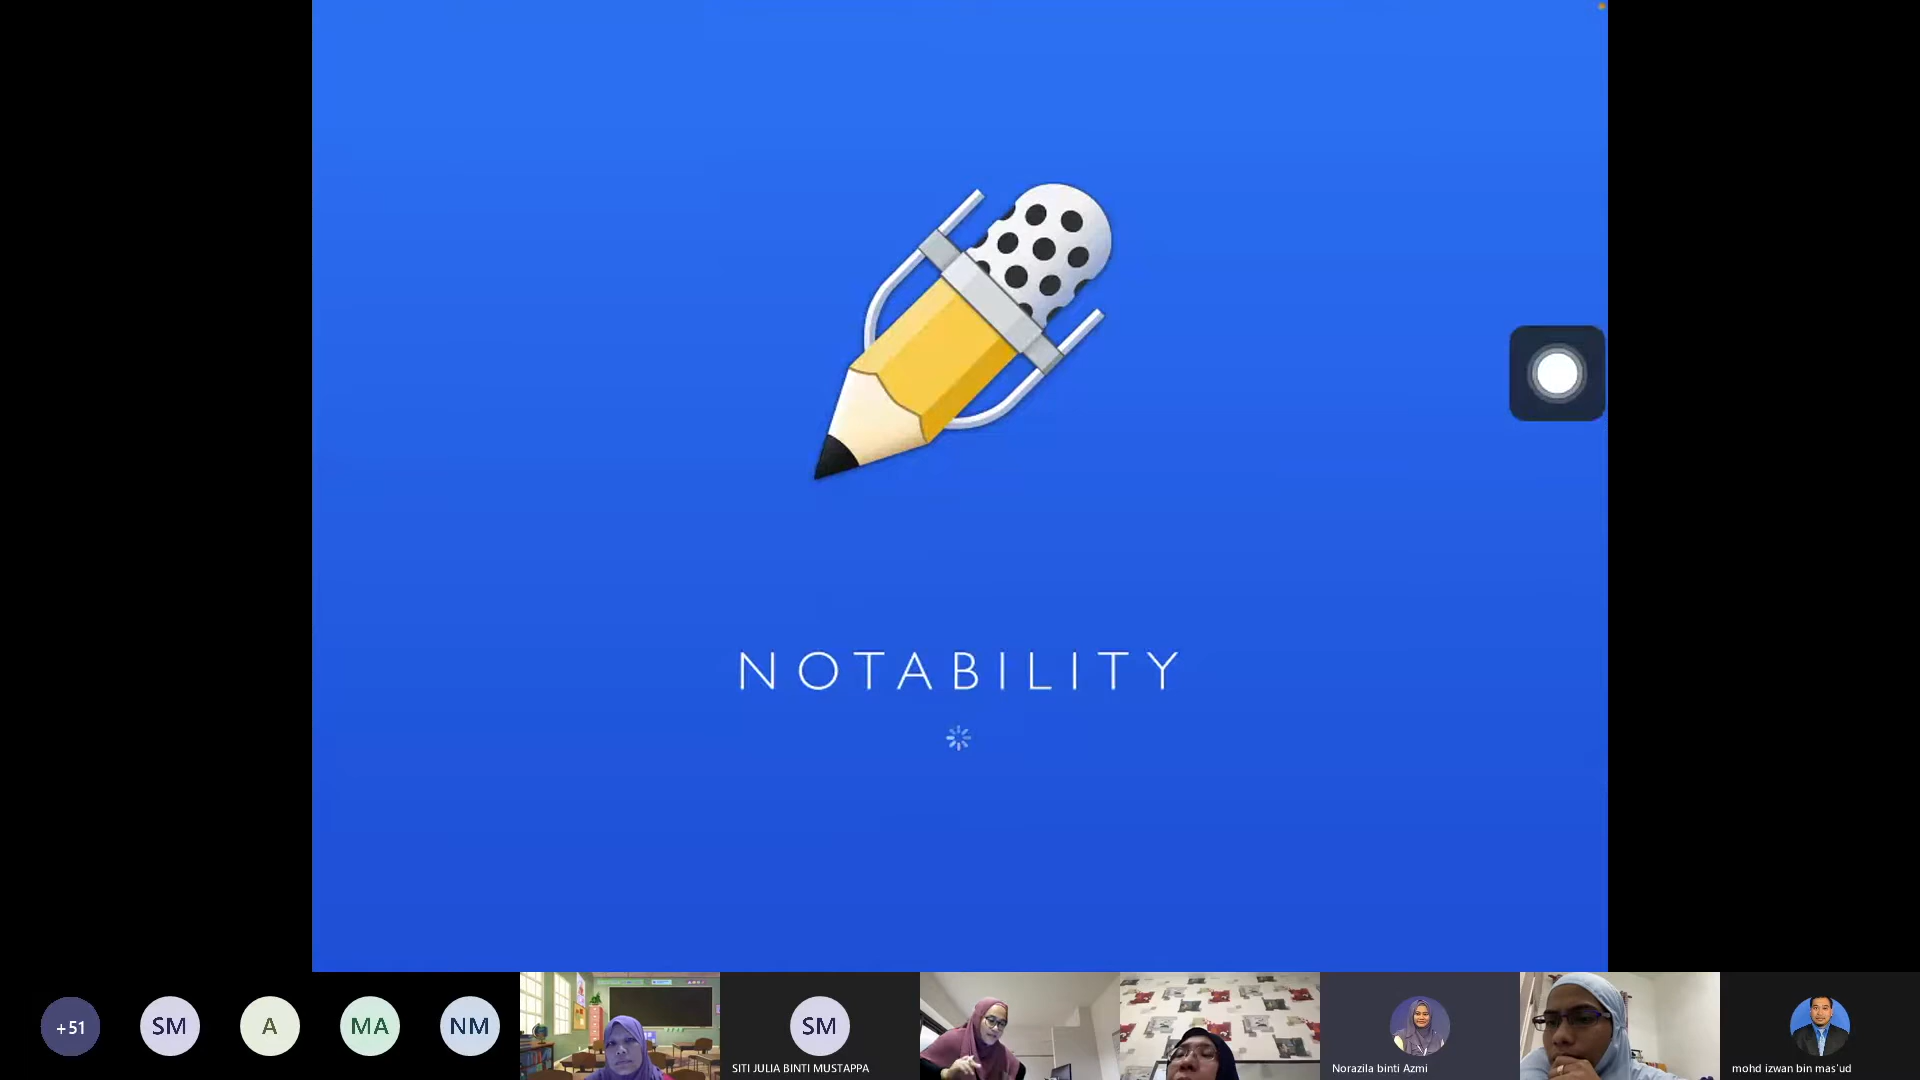 NOTABILITY
+51
SM
A
MA
NM
SM
SITI JULIA BINTI MUSTAPPA
Norazila binti Azmi
mohd izwan bin mas'ud